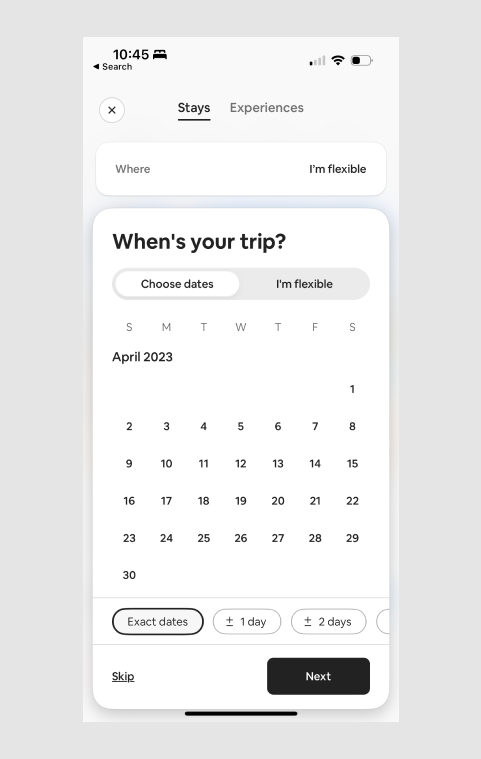 10:45
Search
Stays Experiences
Where I'm flexible
When's your trip?
Choose dates I'm flexible
S M T W T F S
April 2023
1
2 3 4 5 6 7 8
9 10 11 12 13 14 15
16 17 18 19 20 21 22
23 24 25 26 27 28 29
30
Exact dates ± 1 day ± 2 days
Skip Next